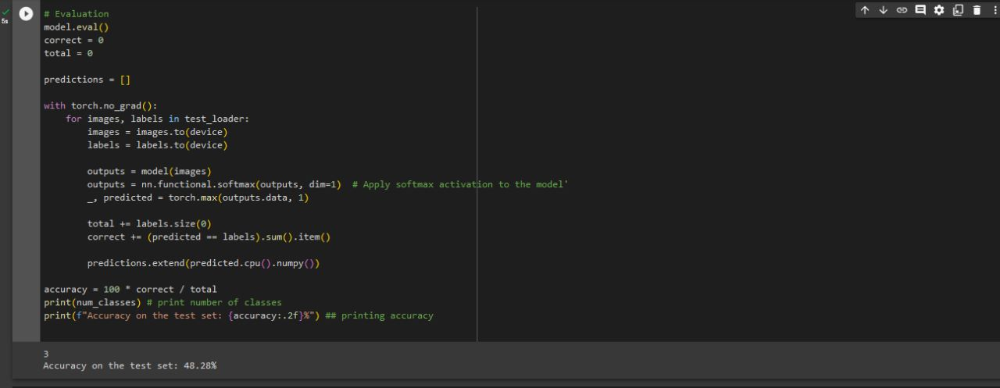 5s
# Evaluation
model.eval()
correct = 0
total = 0
predictions = []
with torch.no_grad():
    for images, labels in test_loader:
        images = images.to(device)
        labels = labels.to(device)
        outputs = model(images)
        outputs = nn.functional.softmax(outputs, dim=1)  # Apply softmax activation to the model'
        _, predicted = torch.max(outputs.data, 1)
        total += labels.size(0)
        correct += (predicted == labels).sum().item()
        predictions.extend(predicted.cpu().numpy())
accuracy = 100 * correct / total
print(num_classes) # print number of classes
print(f"Accuracy on the test set: {accuracy:.2f}%") ## printing accuracy
3
Accuracy on the test set: 48.28%